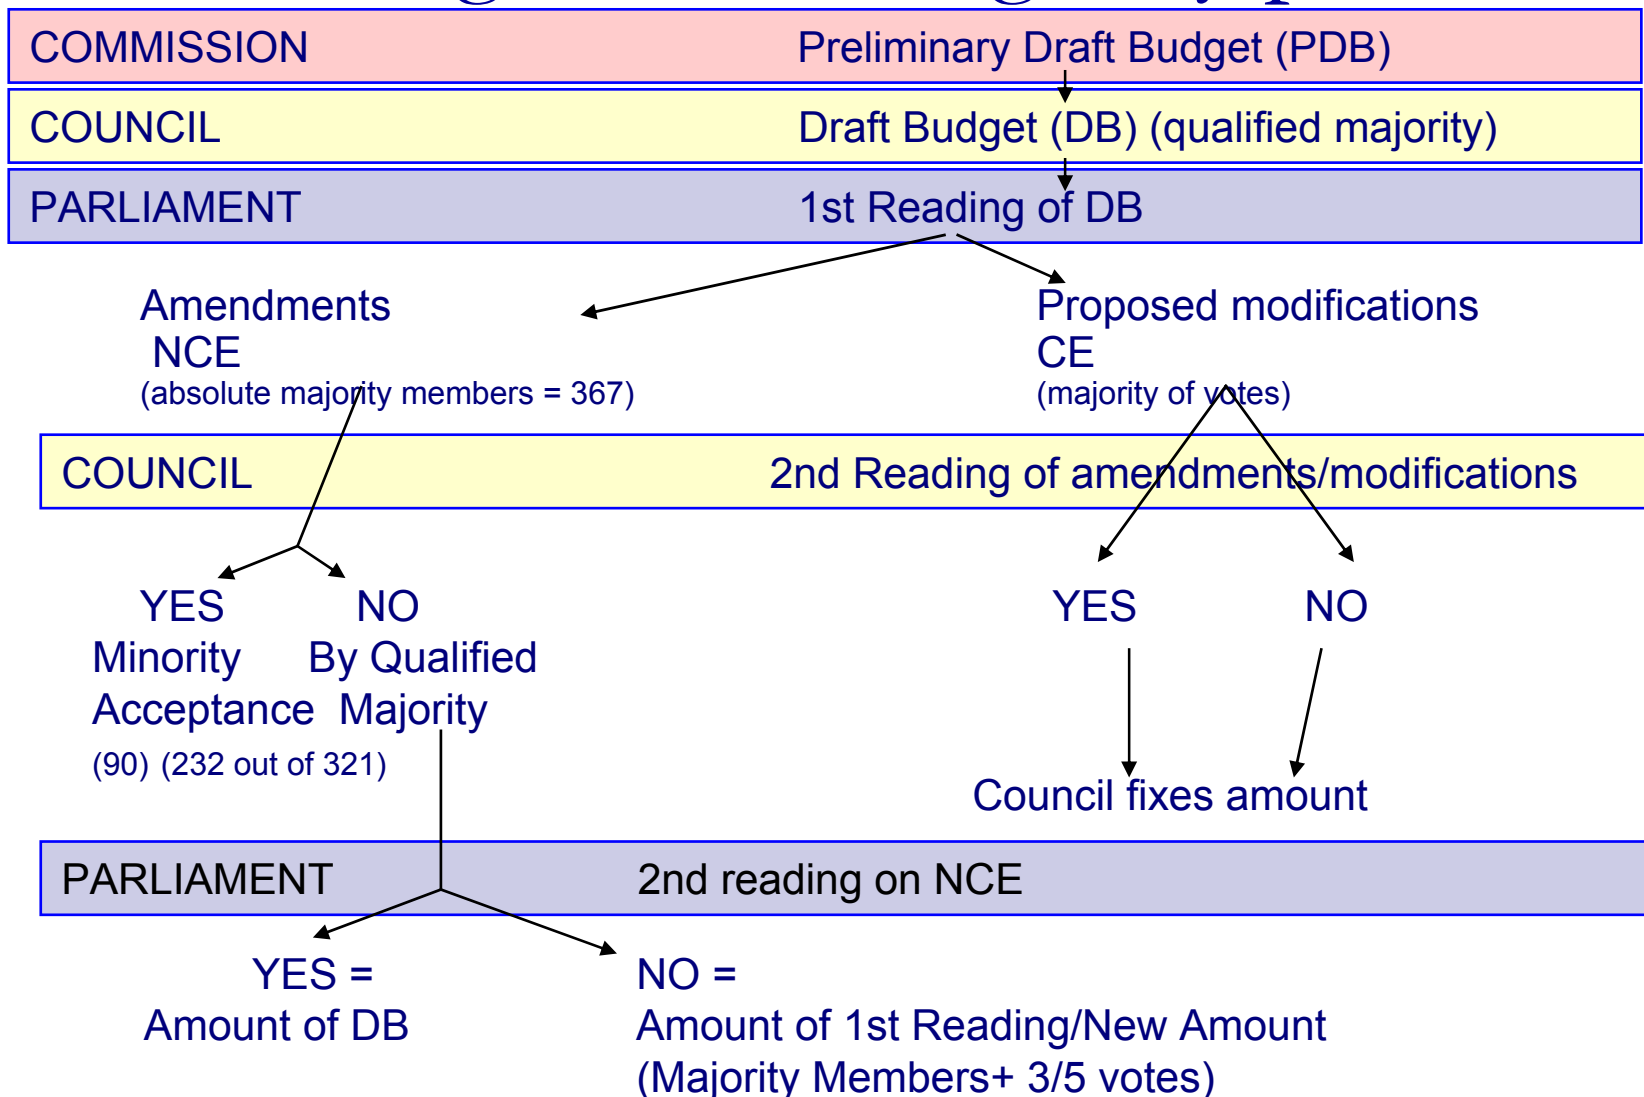 COMMISSION Preliminary Draft Budget (PDB)
COUNCIL Draft Budget (DB) (qualified majority)
PARLIAMENT 1st Reading of DB
Amendments Proposed modifications
NCE CE
(absolute majority members = 367) (majority of votes)
COUNCIL 2nd Reading of amendments/modifications
YES NO YES NO
Minority By Qualified
Acceptance Majority
(90) (232 out of 321)
Council fixes amount
PARLIAMENT 2nd reading on NCE
YES = NO =
Amount of DB Amount of 1st Reading/New Amount
(Majority Members+ 3/5 votes)